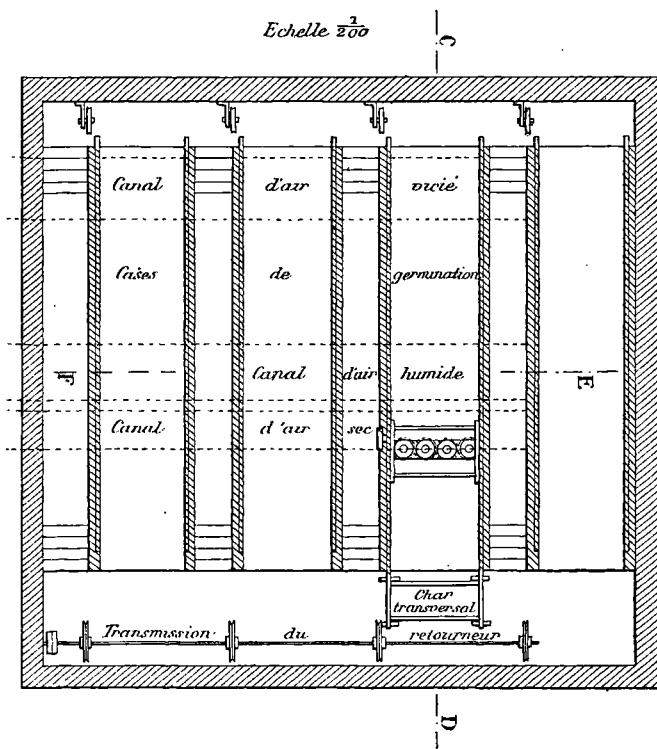 Echelle 1/200
C
Canal d'air vicié
Cases de germination
F Canal d'air humide E
Canal d'air sec
Char
transversal
Transmission du retourneur
D